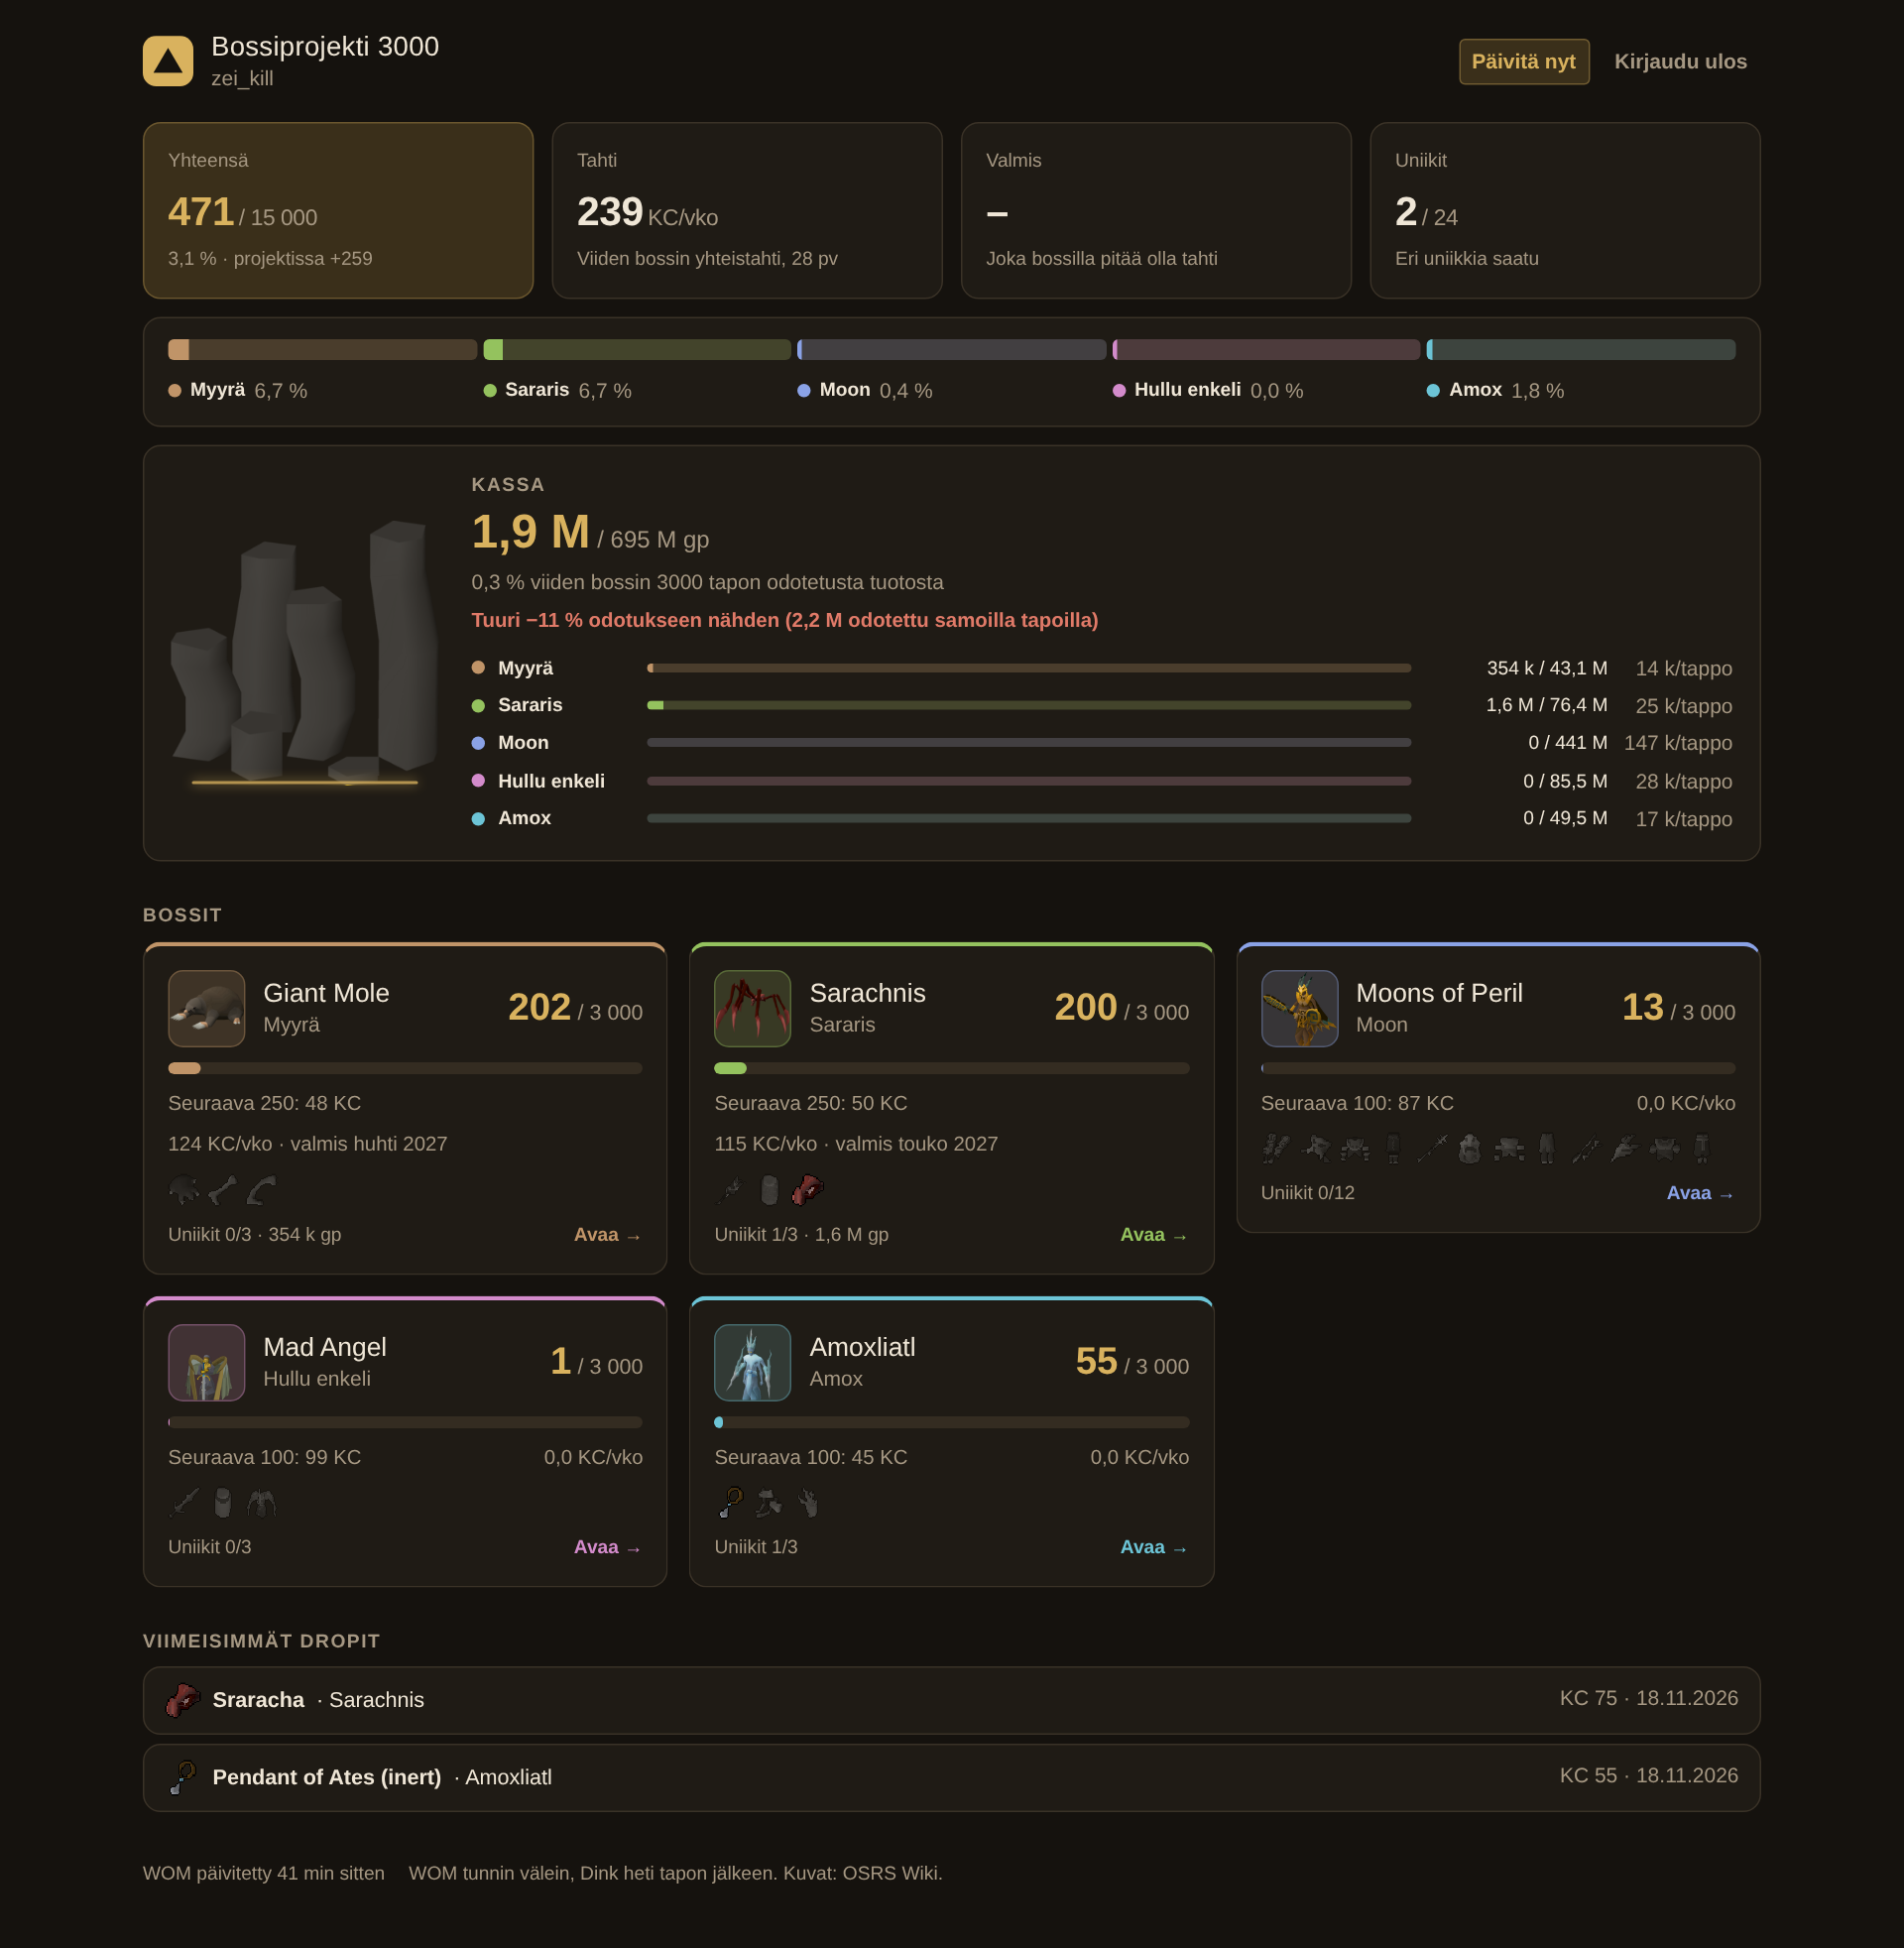 Bossiprojekti 3000
zei_kill
Päivitä nyt
Kirjaudu ulos
Yhteensä
471 / 15 000
3,1 % · projektissa +259
Tahti
239 KC/vko
Viiden bossin yhteistahti, 28 pv
Valmis
–
Joka bossilla pitää olla tahti
Uniikit
2 / 24
Eri uniikkia saatu
Myyrä 6,7 %
Sararis 6,7 %
Moon 0,4 %
Hullu enkeli 0,0 %
Amox 1,8 %
KASSA
1,9 M / 695 M gp
0,3 % viiden bossin 3000 tapon odotetusta tuotosta
Tuuri −11 % odotukseen nähden (2,2 M odotettu samoilla tapoilla)
Myyrä 354 k / 43,1 M 14 k/tappo
Sararis 1,6 M / 76,4 M 25 k/tappo
Moon 0 / 441 M 147 k/tappo
Hullu enkeli 0 / 85,5 M 28 k/tappo
Amox 0 / 49,5 M 17 k/tappo
BOSSIT
Giant Mole
Myyrä
202 / 3 000
Seuraava 250: 48 KC
124 KC/vko · valmis huhti 2027
Uniikit 0/3 · 354 k gp
Avaa →
Sarachnis
Sararis
200 / 3 000
Seuraava 250: 50 KC
115 KC/vko · valmis touko 2027
Uniikit 1/3 · 1,6 M gp
Avaa →
Moons of Peril
Moon
13 / 3 000
Seuraava 100: 87 KC
0,0 KC/vko
Uniikit 0/12
Avaa →
Mad Angel
Hullu enkeli
1 / 3 000
Seuraava 100: 99 KC
0,0 KC/vko
Uniikit 0/3
Avaa →
Amoxliatl
Amox
55 / 3 000
Seuraava 100: 45 KC
0,0 KC/vko
Uniikit 1/3
Avaa →
VIIMEISIMMÄT DROPIT
Sraracha · Sarachnis
KC 75 · 18.11.2026
Pendant of Ates (inert) · Amoxliatl
KC 55 · 18.11.2026
WOM päivitetty 41 min sitten
WOM tunnin välein, Dink heti tapon jälkeen. Kuvat: OSRS Wiki.